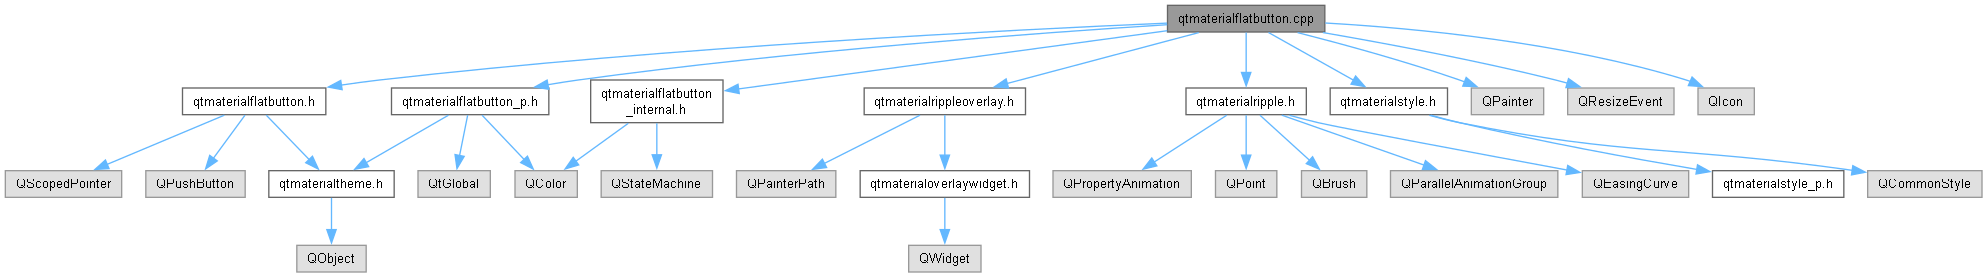 qtmaterialflatbutton.cpp
qtmaterialflatbutton.h
qtmaterialflatbutton_p.h
qtmaterialflatbutton
_internal.h
qtmaterialrippleoverlay.h
qtmaterialripple.h
qtmaterialstyle.h
QPainter
QResizeEvent
QIcon
QScopedPointer
QPushButton
qtmaterialtheme.h
QtGlobal
QColor
QStateMachine
QPainterPath
qtmaterialoverlaywidget.h
QPropertyAnimation
QPoint
QBrush
QParallelAnimationGroup
QEasingCurve
qtmaterialstyle_p.h
QCommonStyle
QObject
QWidget